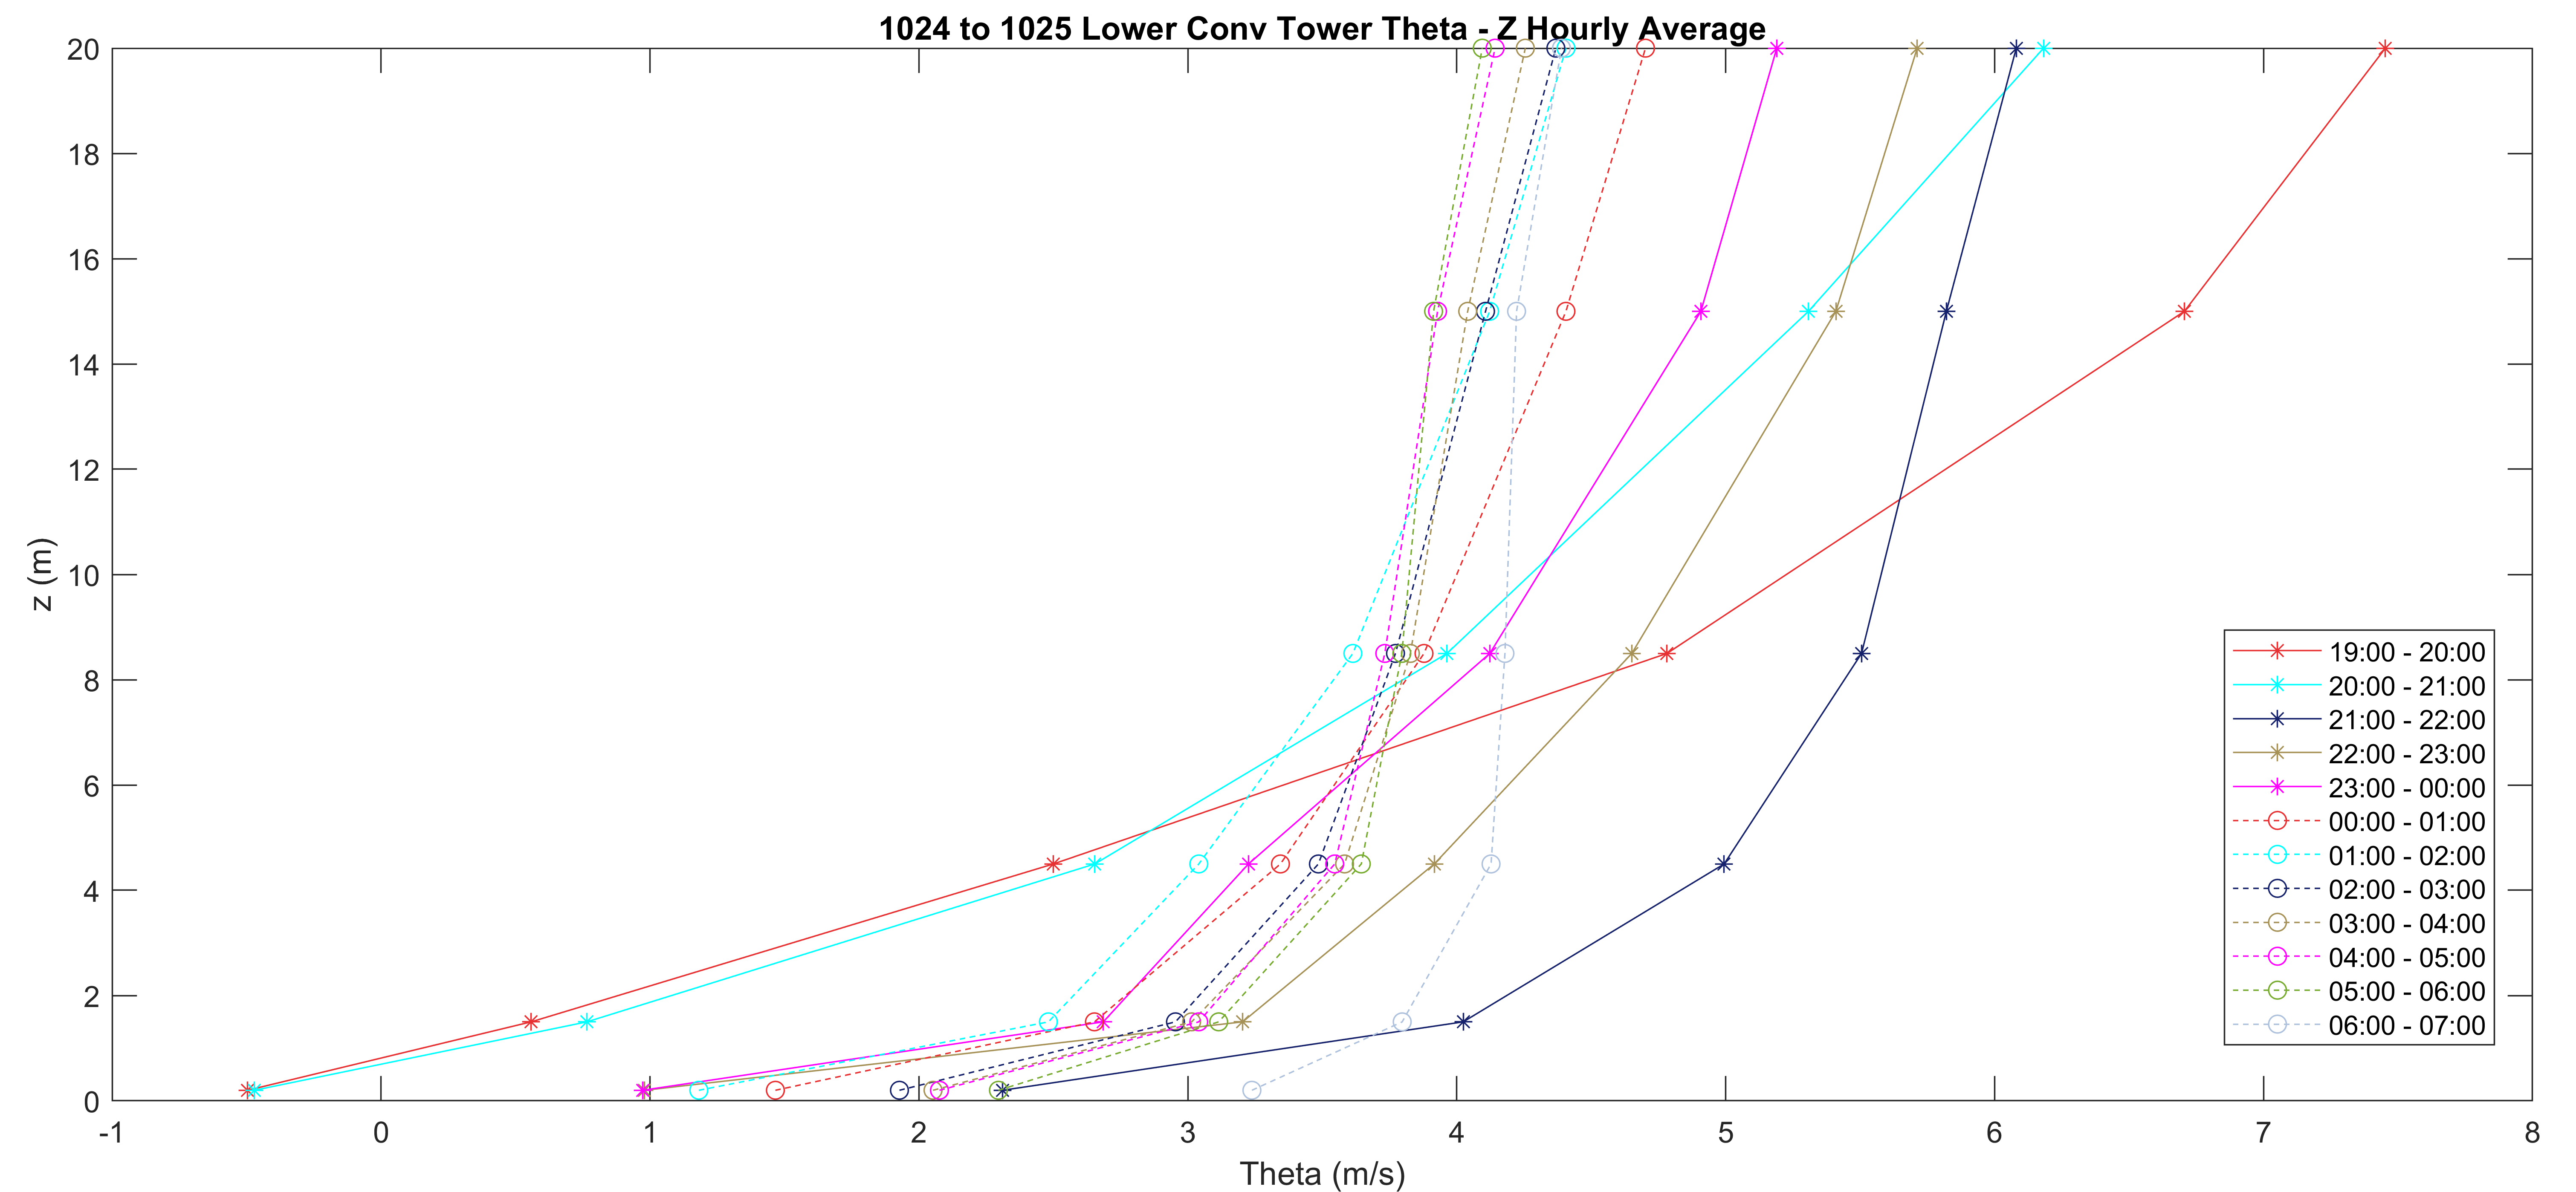 1024 to 1025 Lower Conv Tower Theta - Z Hourly Average
20
18
16
14
12
10
8
6
4
2
0
z (m)
-1 0 1 2 3 4 5 6 7 8
Theta (m/s)
19:00 - 20:00
20:00 - 21:00
21:00 - 22:00
22:00 - 23:00
23:00 - 00:00
00:00 - 01:00
01:00 - 02:00
02:00 - 03:00
03:00 - 04:00
04:00 - 05:00
05:00 - 06:00
06:00 - 07:00